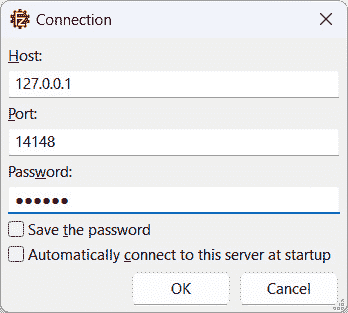 Connection
Host:
127.0.0.1
Port:
14148
Password:
●●●●●●
Save the password
Automatically connect to this server at startup
OK
Cancel